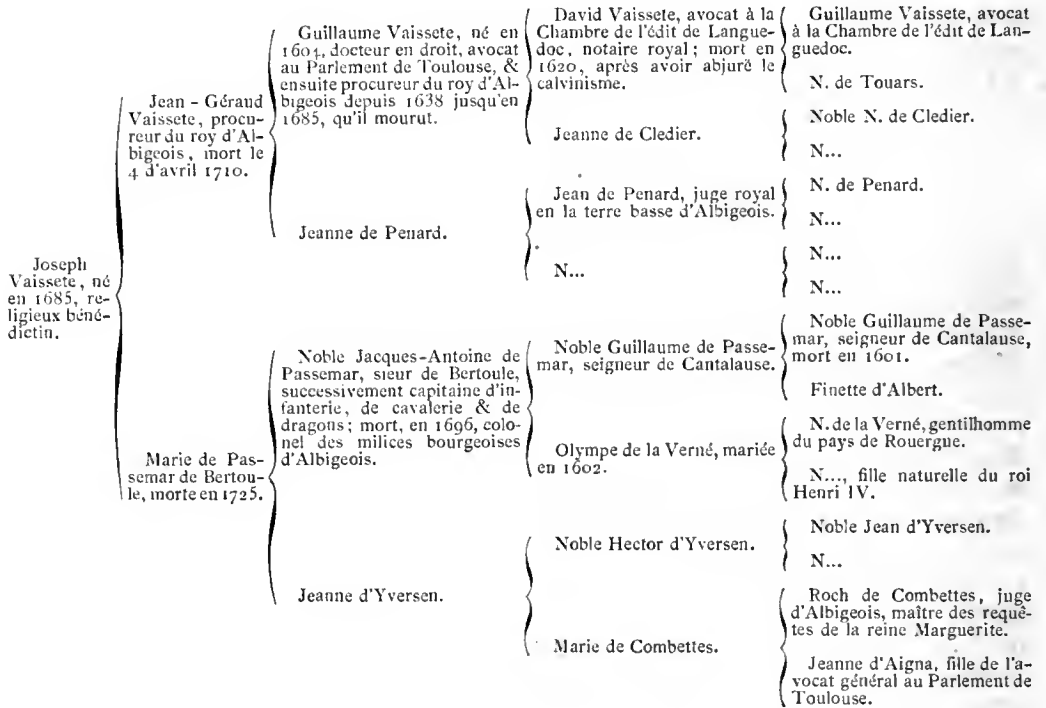 Joseph
Vaissete, né
en 1685, re-
ligieux béné-
dictin.
Jean - Géraud
Vaissete, procu-
reur du roy d'Al-
bigeois, mort le
4 d'avril 1710.
Marie de Pas-
semar de Bertou-
le, morte en 1725.
Guillaume Vaissete, né en
1604, docteur en droit, avocat
au Parlement de Toulouse, &
ensuite procureur du roy d'Al-
bigeois depuis 1638 jusqu'en
1685, qu'il mourut.
Jeanne de Penard.
Noble Jacques-Antoine de
Passemar, sieur de Bertoule,
successivement capitaine d'in-
fanterie, de cavalerie & de
dragons; mort, en 1696, colo-
nel des milices bourgeoises
d'Albigeois.
Jeanne d'Yversen.
David Vaissete, avocat à la
Chambre de l'édit de Langue-
doc, notaire royal; mort en
1620, après avoir abjuré le
calvinisme.
Jeanne de Cledier.
Jean de Penard, juge royal
en la terre basse d'Albigeois.
N...
Noble Guillaume de Passe-
mar, seigneur de Cantalause.
Olympe de la Verné, mariée
en 1602.
Noble Hector d'Yversen.
Marie de Combettes.
Guillaume Vaissete, avocat
à la Chambre de l'édit de Lan-
guedoc.
N. de Touars.
Noble N. de Cledier.
N...
N. de Penard.
N...
N...
N...
Noble Guillaume de Passe-
mar, seigneur de Cantalause,
mort en 1601.
Finette d'Albert.
N. de la Verné, gentilhomme
du pays de Rouergue.
N..., fille naturelle du roi
Henri IV.
Noble Jean d'Yversen.
N...
Roch de Combettes, juge
d'Albigeois, maître des requê-
tes de la reine Marguerite.
Jeanne d'Aigna, fille de l'a-
vocat général au Parlement de
Toulouse.